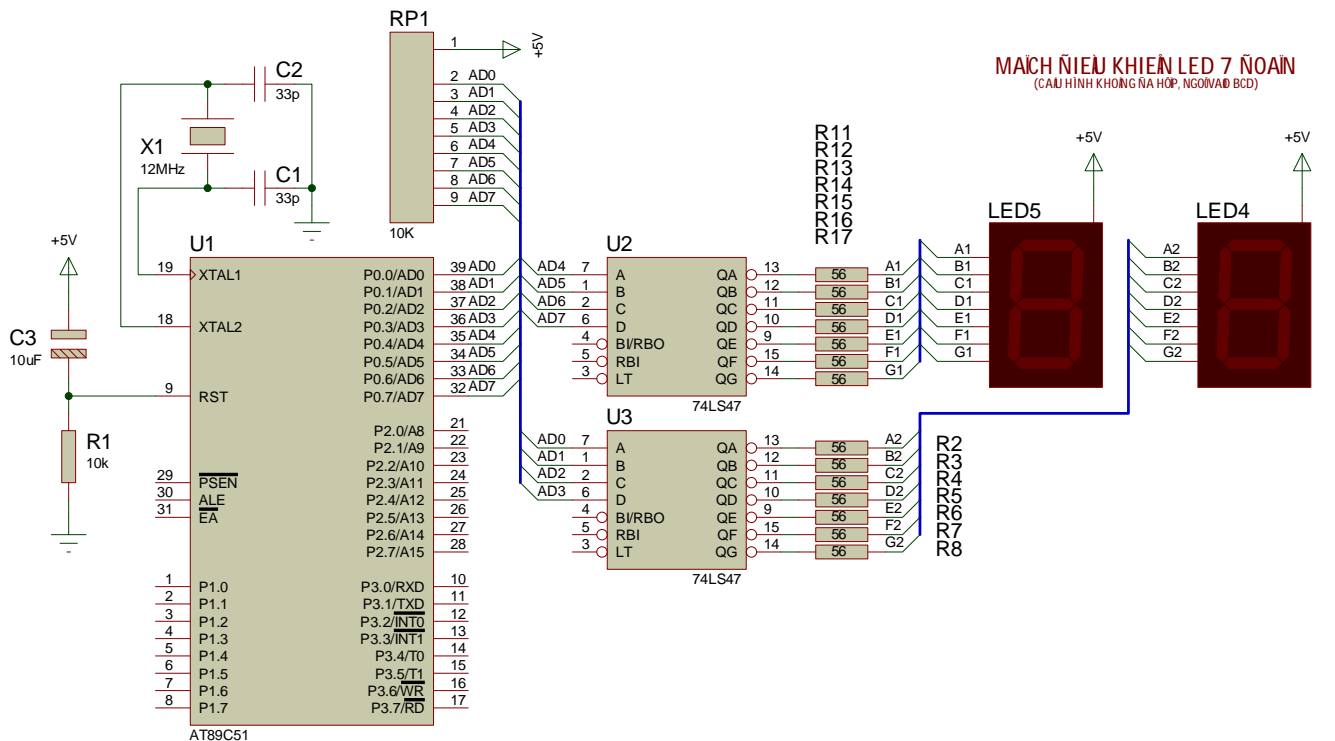 RP1
1
+5V
2 AD0
3 AD1
4 AD2
5 AD3
6 AD4
7 AD5
8 AD6
9 AD7
10K
C2
33p
X1
12MHz
C1
33p
+5V
C3
10uF
R1
10k
U1
19 XTAL1
18 XTAL2
9 RST
29 PSEN
30 ALE
31 EA
1 P1.0
2 P1.1
3 P1.2
4 P1.3
5 P1.4
6 P1.5
7 P1.6
8 P1.7
P0.0/AD0 39 AD0
P0.1/AD1 38 AD1
P0.2/AD2 37 AD2
P0.3/AD3 36 AD3
P0.4/AD4 35 AD4
P0.5/AD5 34 AD5
P0.6/AD6 33 AD6
P0.7/AD7 32 AD7
P2.0/A8 21
P2.1/A9 22
P2.2/A10 23
P2.3/A11 24
P2.4/A12 25
P2.5/A13 26
P2.6/A14 27
P2.7/A15 28
P3.0/RXD 10
P3.1/TXD 11
P3.2/INT0 12
P3.3/INT1 13
P3.4/T0 14
P3.5/T1 15
P3.6/WR 16
P3.7/RD 17
AT89C51
U2
AD4 7 A QA 13 56 A1
AD5 1 B QB 12 56 B1
AD6 2 C QC 11 56 C1
AD7 6 D QD 10 56 D1
4 BI/RBO QE 9 56 E1
5 RBI QF 15 56 F1
3 LT QG 14 56 G1
74LS47
R11
R12
R13
R14
R15
R16
R17
U3
AD0 7 A QA 13 56 A2
AD1 1 B QB 12 56 B2
AD2 2 C QC 11 56 C2
AD3 6 D QD 10 56 D2
4 BI/RBO QE 9 56 E2
5 RBI QF 15 56 F2
3 LT QG 14 56 G2
74LS47
R2
R3
R4
R5
R6
R7
R8
LED 7
+5V
LED5
A1
B1
C1
D1
E1
F1
G1
+5V
LED4
A2
B2
C2
D2
E2
F2
G2